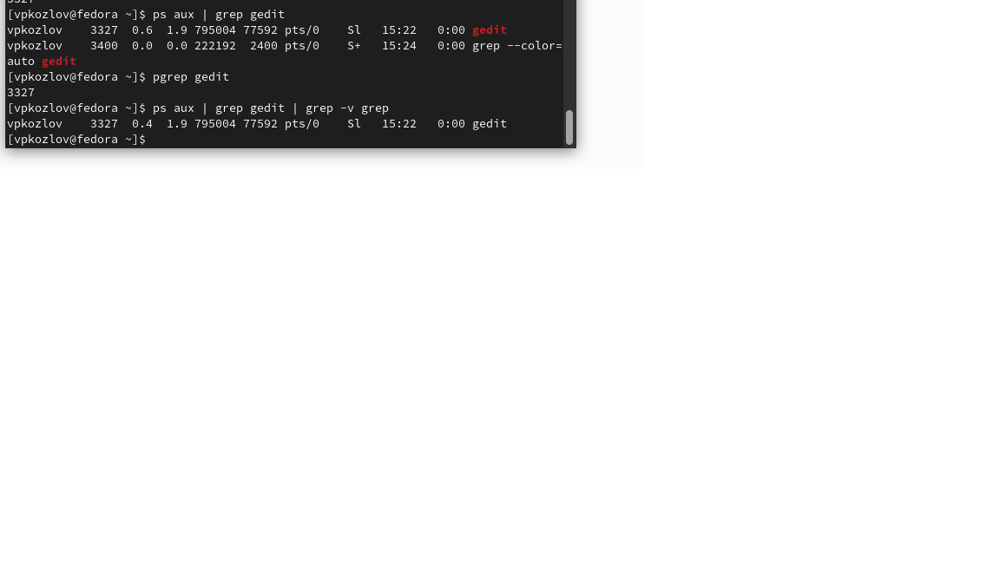 3327
[vpkozlov@fedora ~]$ ps aux | grep gedit
vpkozlov    3327  0.6  1.9 795004 77592 pts/0    Sl   15:22   0:00 gedit
vpkozlov    3400  0.0  0.0 222192  2400 pts/0    S+   15:24   0:00 grep --color=
auto gedit
[vpkozlov@fedora ~]$ pgrep gedit
3327
[vpkozlov@fedora ~]$ ps aux | grep gedit | grep -v grep
vpkozlov    3327  0.4  1.9 795004 77592 pts/0    Sl   15:22   0:00 gedit
[vpkozlov@fedora ~]$